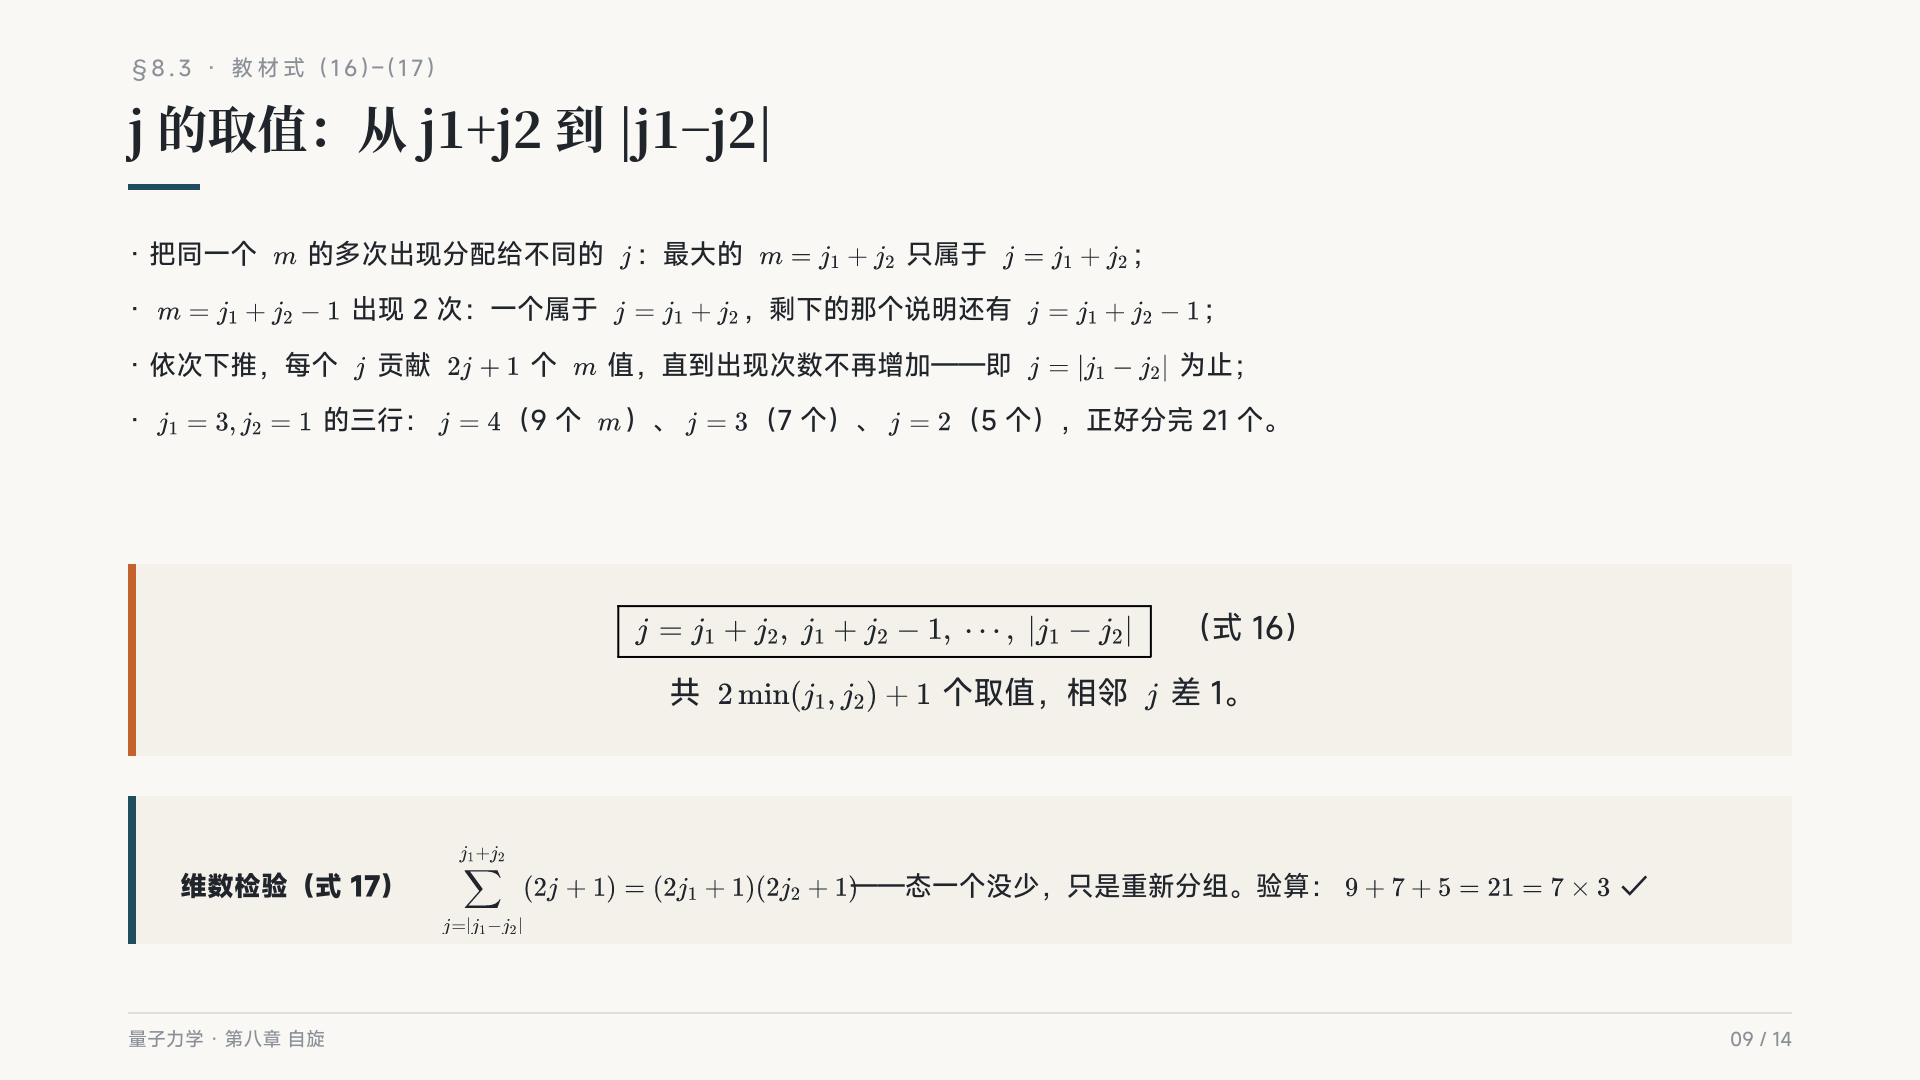 §8.3 · 教材式 (16)–(17)
j 的取值：从 j1+j2 到 |j1−j2|
· 把同一个 m 的多次出现分配给不同的 j：最大的 m = j₁ + j₂ 只属于 j = j₁ + j₂；
· m = j₁ + j₂ − 1 出现 2 次：一个属于 j = j₁ + j₂，剩下的那个说明还有 j = j₁ + j₂ − 1；
· 依次下推，每个 j 贡献 2j + 1 个 m 值，直到出现次数不再增加——即 j = |j₁ − j₂| 为止；
· j₁ = 3, j₂ = 1 的三行：j = 4（9 个 m）、j = 3（7 个）、j = 2（5 个），正好分完 21 个。
j = j₁ + j₂, j₁ + j₂ − 1, ⋯, |j₁ − j₂| （式 16）
共 2 min(j₁, j₂) + 1 个取值，相邻 j 差 1。
维数检验（式 17） ∑_{j=|j₁−j₂|}^{j₁+j₂} (2j + 1) = (2j₁ + 1)(2j₂ + 1)——态一个没少，只是重新分组。验算：9 + 7 + 5 = 21 = 7 × 3 ✓
量子力学 · 第八章 自旋
09 / 14